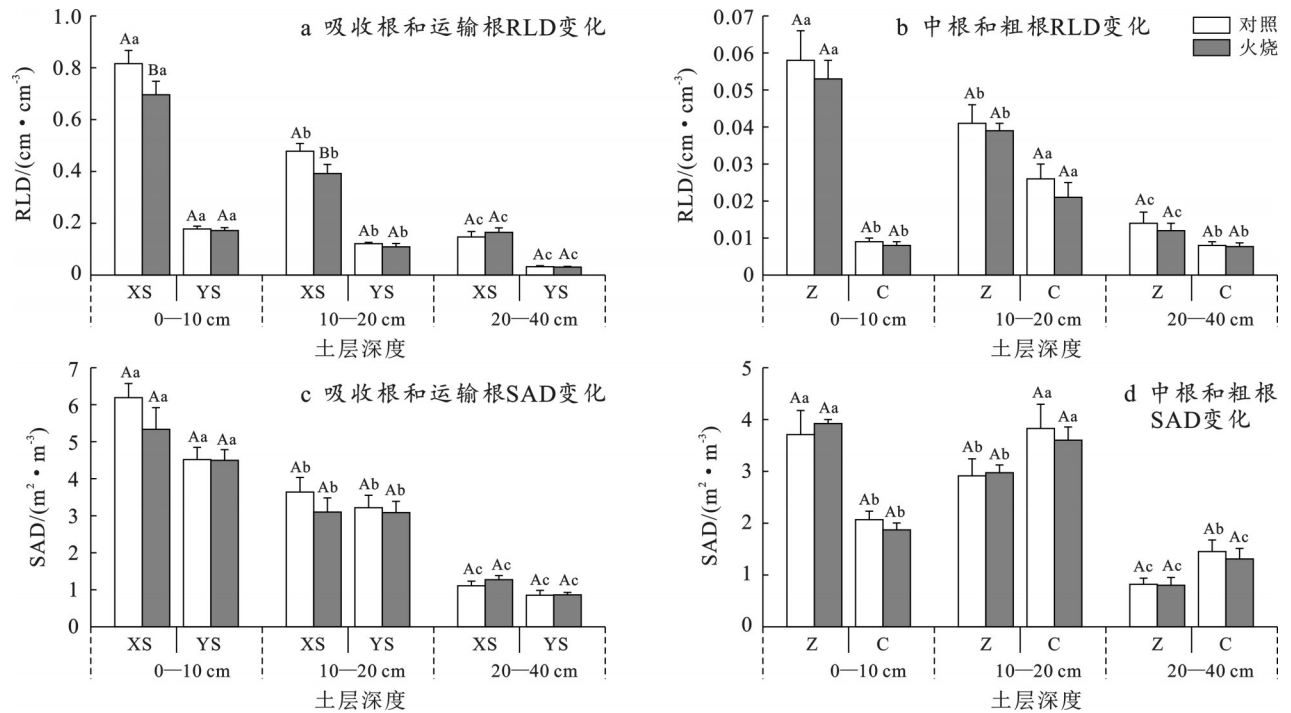 a 吸收根和运输根RLD变化
RLD/(cm·cm⁻³)
1.0
0.8
0.6
0.4
0.2
0
Aa
Ba
Aa Aa
Ab
Bb
Ab Ab
Ac Ac
Ac Ac
XS YS XS YS XS YS
0—10 cm 10—20 cm 20—40 cm
土层深度
b 中根和粗根RLD变化
对照
火烧
RLD/(cm·cm⁻³)
0.07
0.06
0.05
0.04
0.03
0.02
0.01
0
Aa
Aa
Ab Ab
Ab Ab
Aa
Aa
Ac Ac
Ab Ab
Z C Z C Z C
0—10 cm 10—20 cm 20—40 cm
土层深度
c 吸收根和运输根SAD变化
SAD/(m²·m⁻³)
7
6
5
4
3
2
1
0
Aa
Aa
Aa Aa
Ab
Ab
Ab Ab
Ac Ac
Ac Ac
XS YS XS YS XS YS
0—10 cm 10—20 cm 20—40 cm
土层深度
d 中根和粗根
SAD变化
SAD/(m²·m⁻³)
5
4
3
2
1
0
Aa Aa
Ab Ab
Ab Ab
Aa
Aa
Ac Ac
Ab
Ac
Z C Z C Z C
0—10 cm 10—20 cm 20—40 cm
土层深度